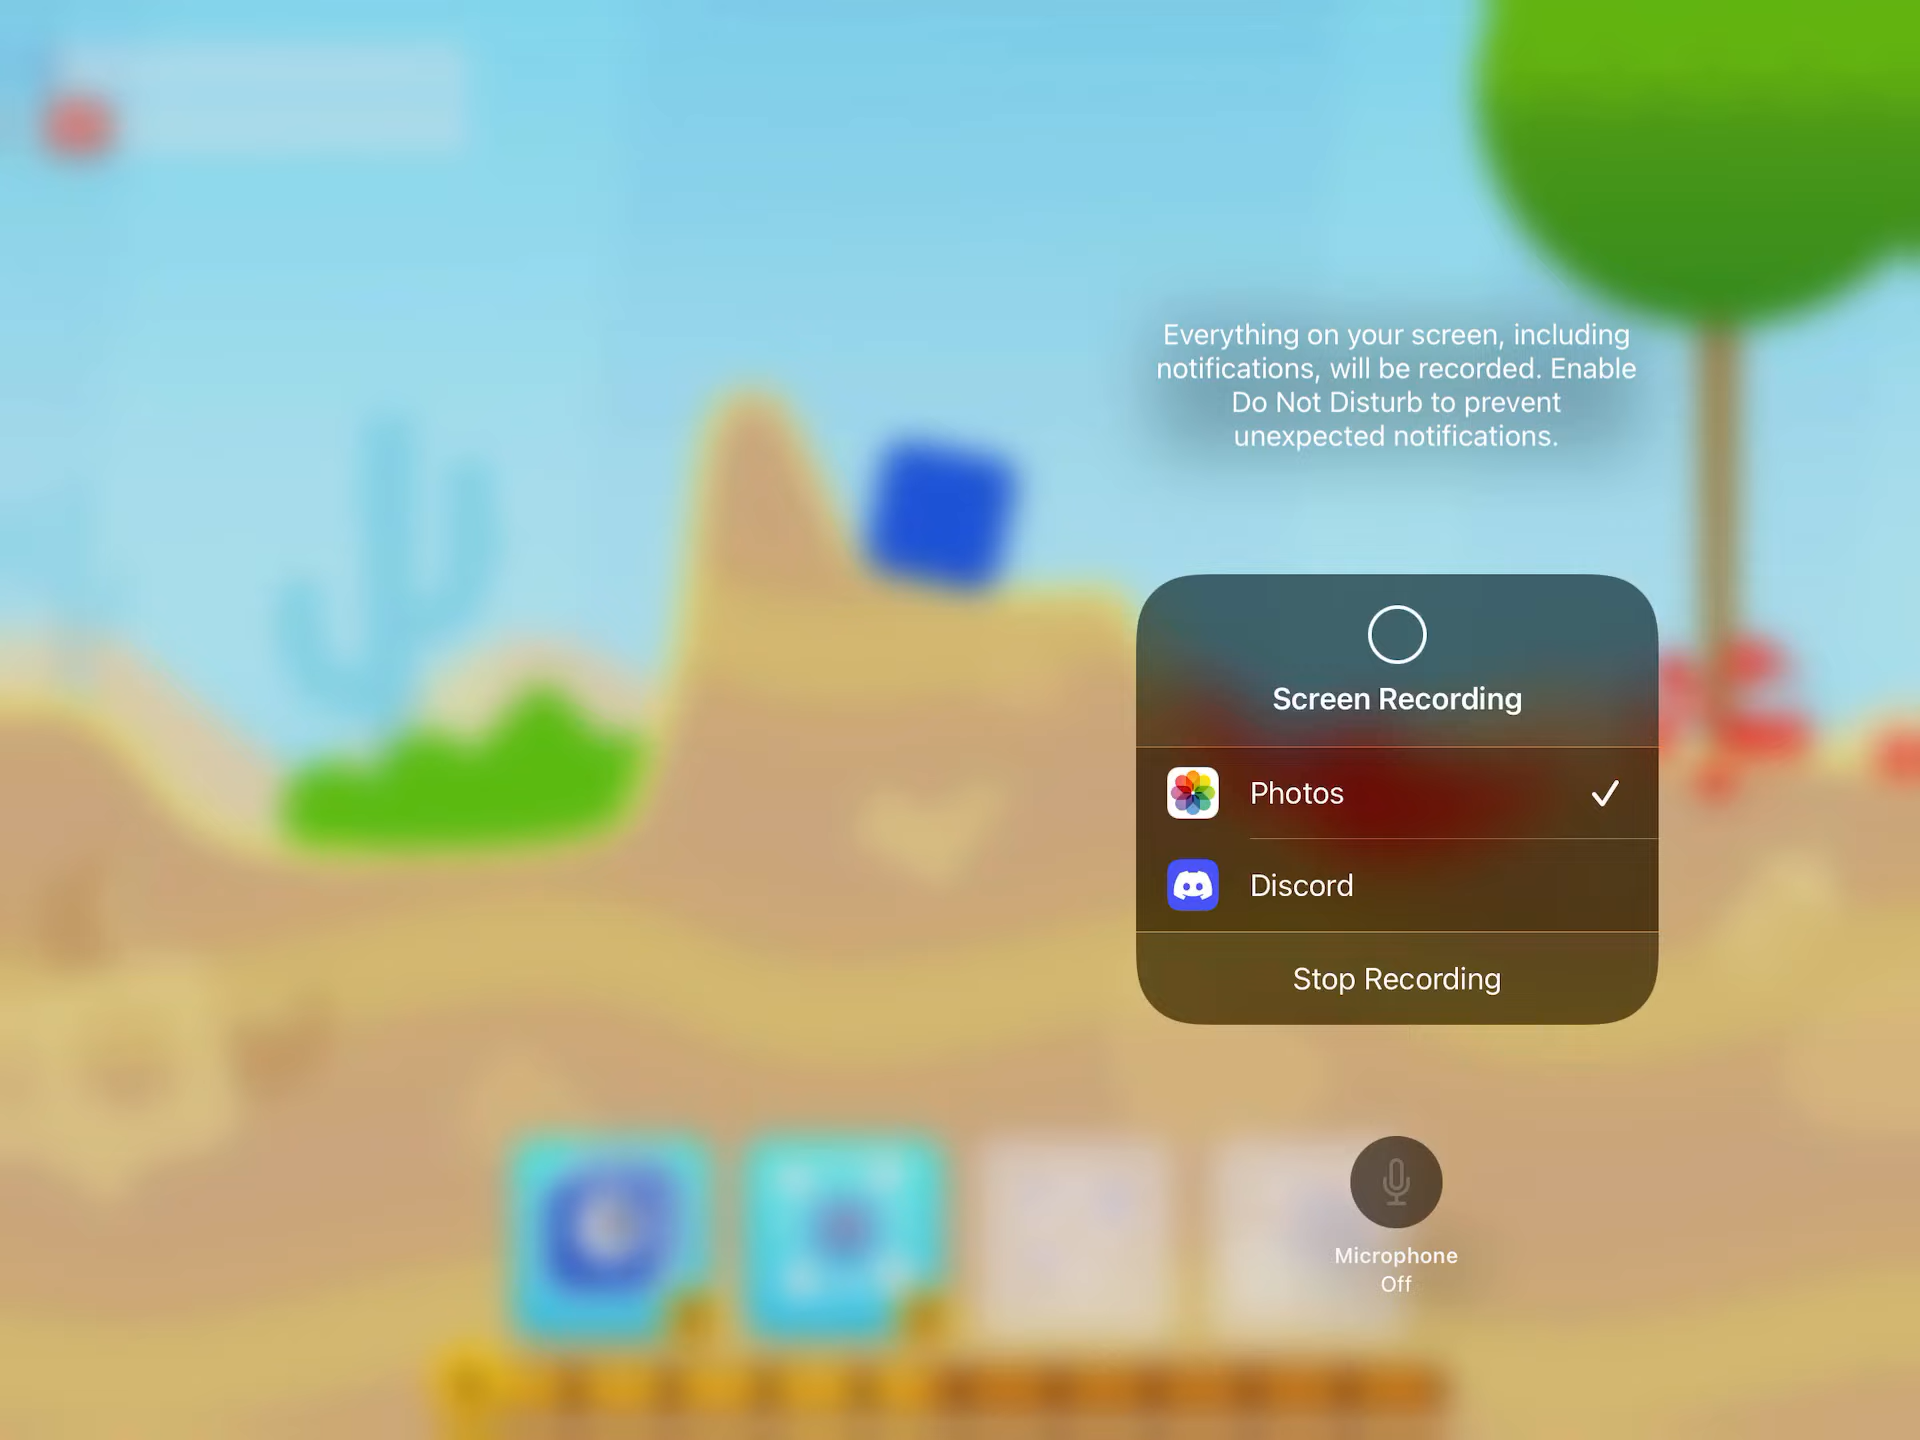 Everything on your screen, including
notifications, will be recorded. Enable
Do Not Disturb to prevent
unexpected notifications.
Screen Recording
Photos
Discord
Stop Recording
Microphone
Off